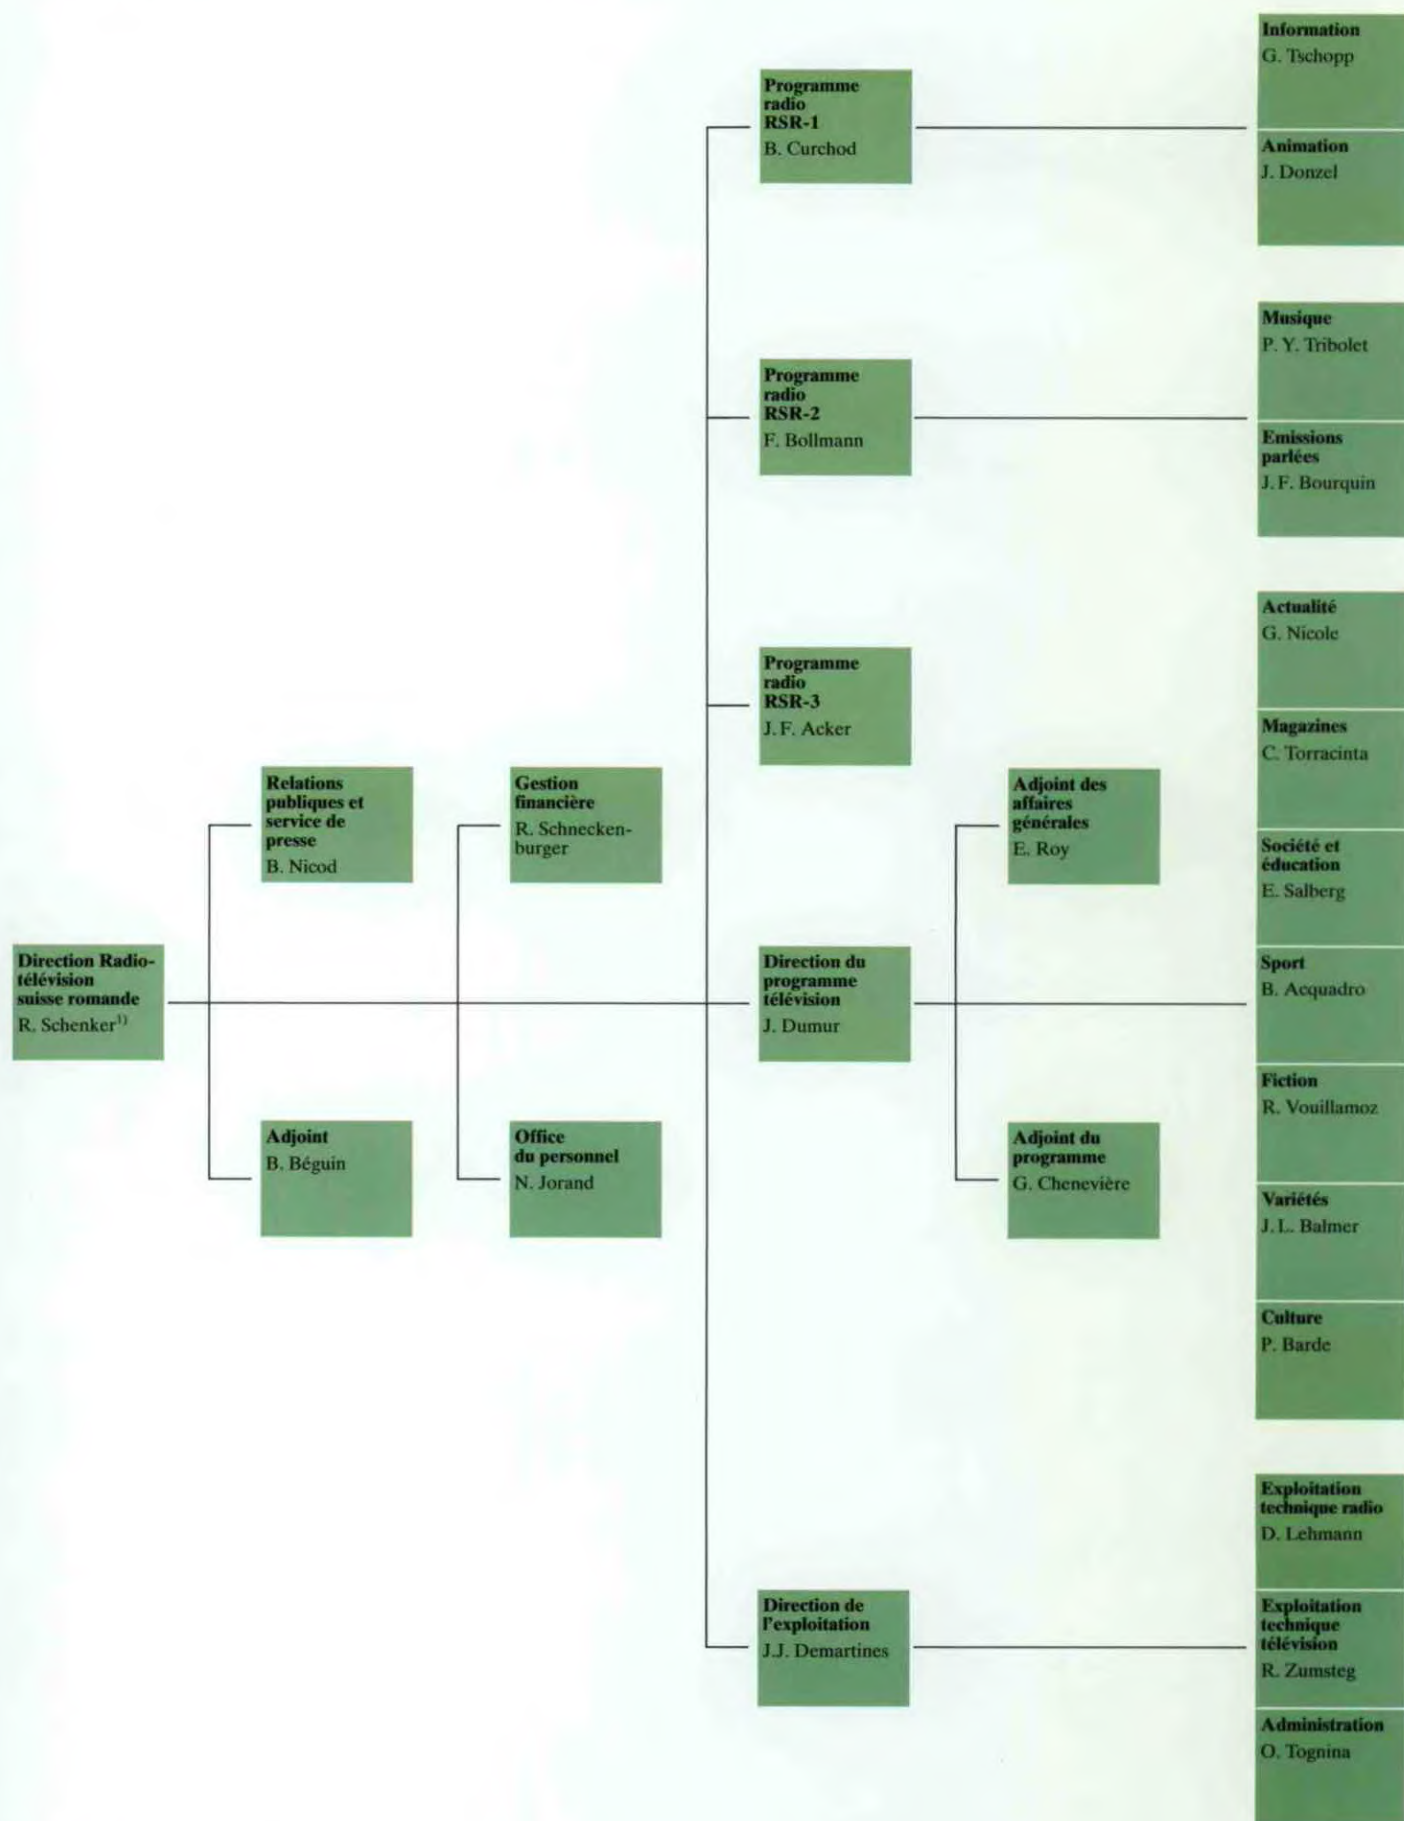 Direction Radio-
télévision
suisse romande
R. Schenker1)
Relations
publiques et
service de
presse
B. Nicod
Adjoint
B. Béguin
Gestion
financière
R. Schnecken-
burger
Office
du personnel
N. Jorand
Programme
radio
RSR-1
B. Curchod
Programme
radio
RSR-2
F. Bollmann
Programme
radio
RSR-3
J. F. Acker
Direction du
programme
télévision
J. Dumur
Direction de
l'exploitation
J.J. Demartines
Adjoint des
affaires
générales
E. Roy
Adjoint du
programme
G. Chenevière
Information
G. Tschopp
Animation
J. Donzel
Musique
P. Y. Tribolet
Emissions
parlées
J. F. Bourquin
Actualité
G. Nicole
Magazines
C. Torracinta
Société et
éducation
E. Salberg
Sport
B. Acquadro
Fiction
R. Vouillamoz
Variétés
J. L. Balmer
Culture
P. Barde
Exploitation
technique radio
D. Lehmann
Exploitation
technique
télévision
R. Zumsteg
Administration
O. Tognina